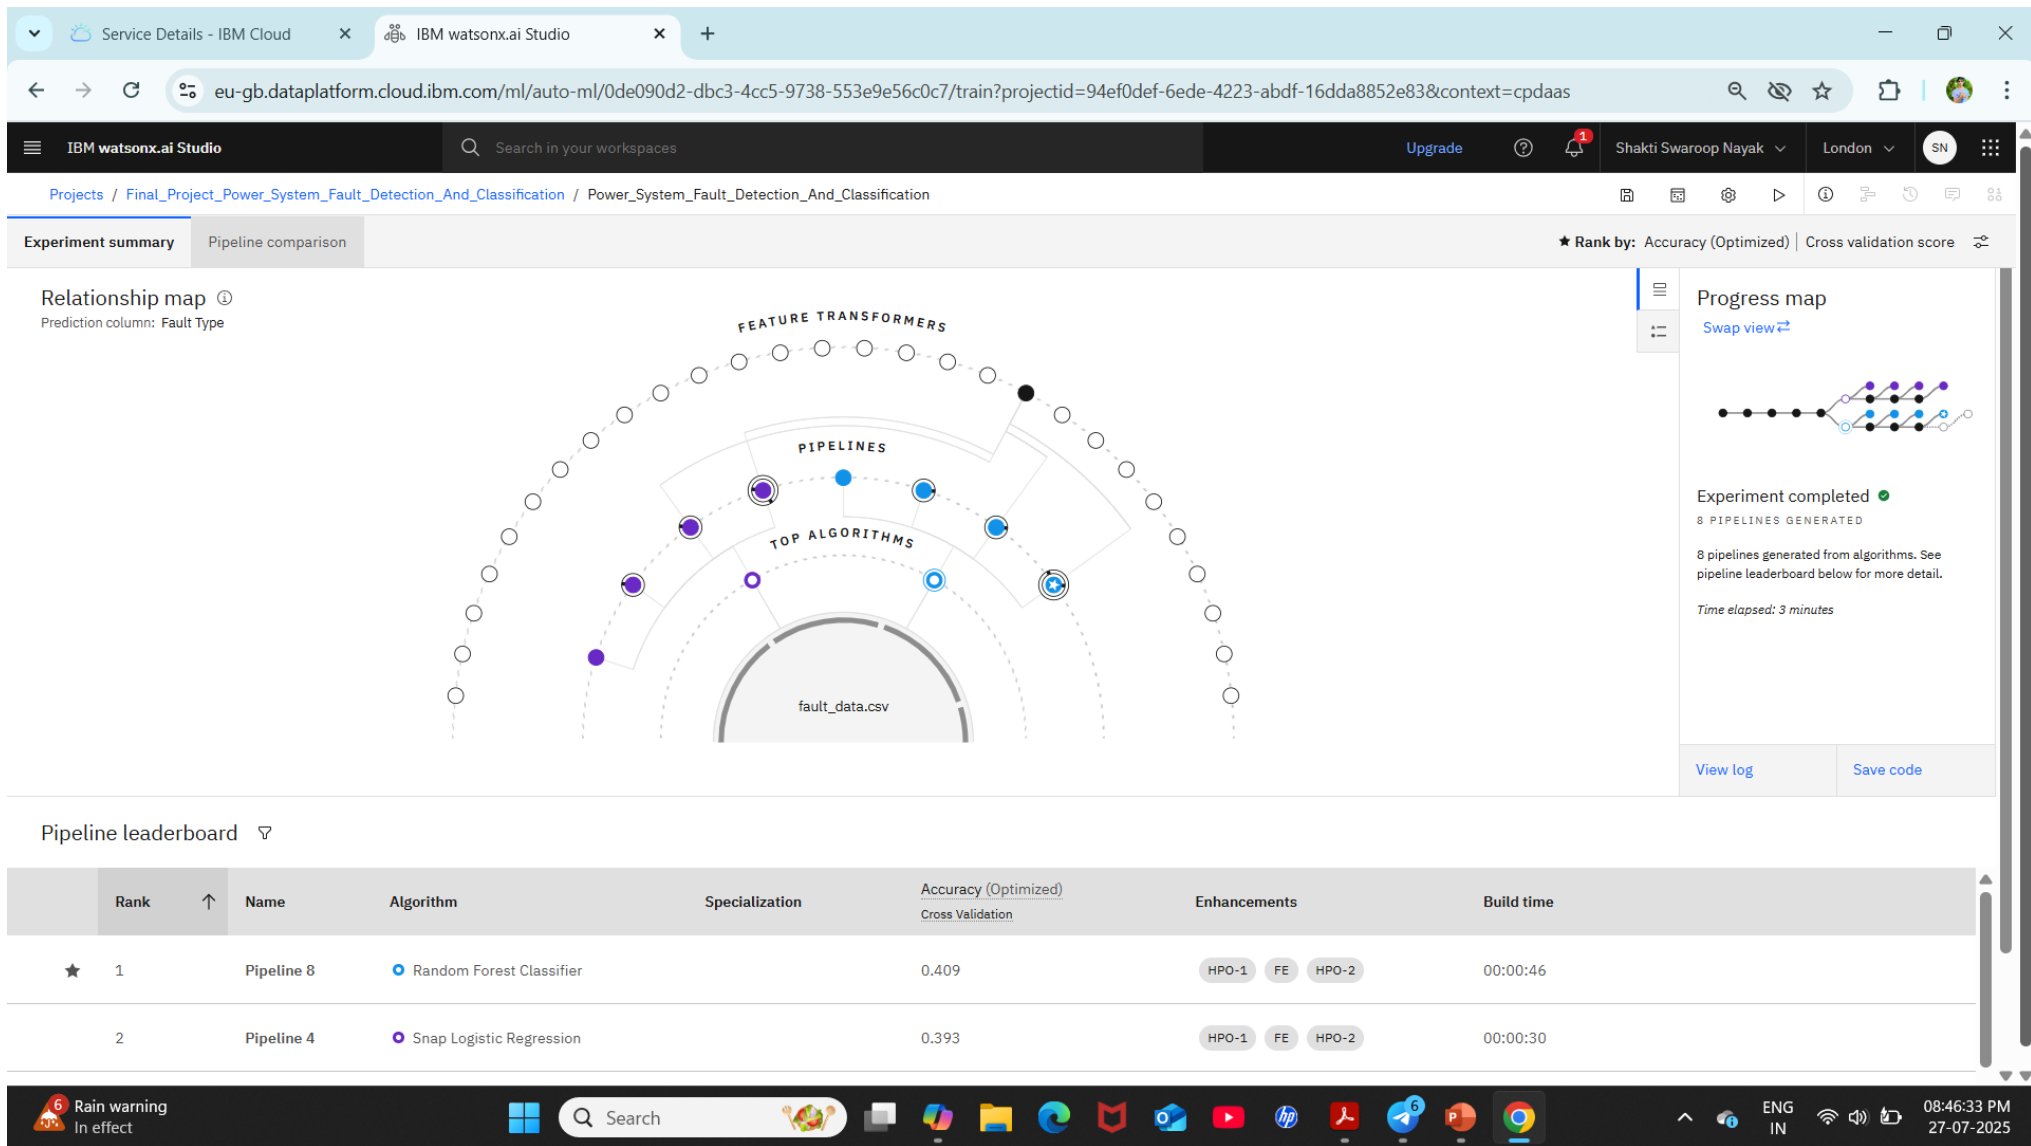 Service Details - IBM Cloud
IBM watsonx.ai Studio
eu-gb.dataplatform.cloud.ibm.com/ml/auto-ml/0de090d2-dbc3-4cc5-9738-553e9e56c0c7/train?projectid=94ef0def-6ede-4223-abdf-16dda8852e83&context=cpdaas
IBM watsonx.ai Studio
Search in your workspaces
Upgrade
1
Shakti Swaroop Nayak
London
SN
Projects / Final_Project_Power_System_Fault_Detection_And_Classification / Power_System_Fault_Detection_And_Classification
Experiment summary
Pipeline comparison
Rank by: Accuracy (Optimized) | Cross validation score
Relationship map
Prediction column: Fault Type
FEATURE TRANSFORMERS
PIPELINES
TOP ALGORITHMS
fault_data.csv
Progress map
Swap view
Experiment completed
8 PIPELINES GENERATED
8 pipelines generated from algorithms. See
pipeline leaderboard below for more detail.
Time elapsed: 3 minutes
View log
Save code
Pipeline leaderboard
Rank
Name
Algorithm
Specialization
Accuracy (Optimized)
Cross Validation
Enhancements
Build time
1 Pipeline 8 Random Forest Classifier 0.409 HPO-1 FE HPO-2 00:00:46
2 Pipeline 4 Snap Logistic Regression 0.393 HPO-1 FE HPO-2 00:00:30
6
Rain warning
In effect
Search
hp
6
ENG
IN
08:46:33 PM
27-07-2025